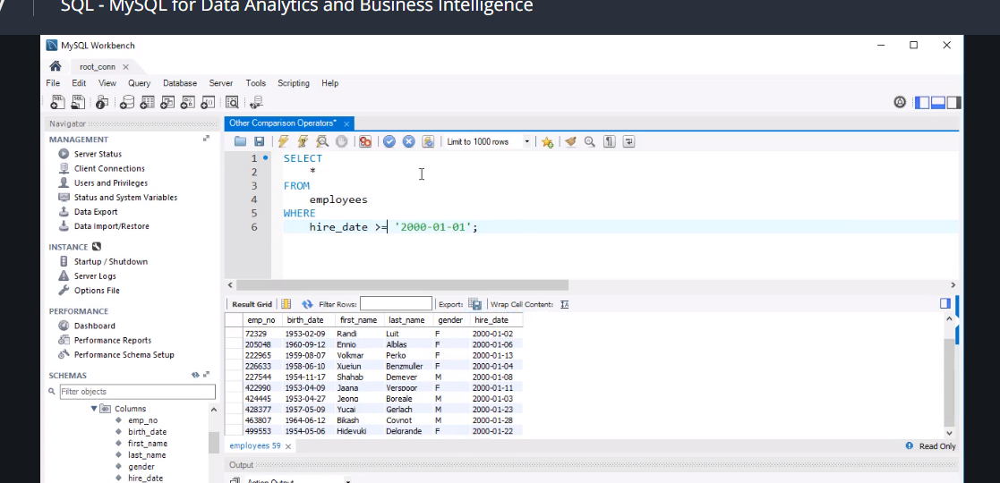 SQL - MySQL for Data Analytics and Business Intelligence
MySQL Workbench
root_conn
File Edit View Query Database Server Tools Scripting Help
Navigator
Other Comparison Operators*
MANAGEMENT
Server Status
Client Connections
Users and Privileges
Status and System Variables
Data Export
Data Import/Restore
INSTANCE
Startup / Shutdown
Server Logs
Options File
PERFORMANCE
Dashboard
Performance Reports
Performance Schema Setup
SCHEMAS
Filter objects
Columns
emp_no
birth_date
first_name
last_name
gender
hire_date
Limit to 1000 rows
1 SELECT
2 *
3 FROM
4 employees
5 WHERE
6 hire_date >= '2000-01-01';
Result Grid Filter Rows: Export: Wrap Cell Content:
emp_no birth_date first_name last_name gender hire_date
72329 1953-02-09 Randi Luit F 2000-01-02
205048 1960-09-12 Ennio Alblas F 2000-01-06
222965 1959-08-07 Volkmar Perko F 2000-01-13
226633 1958-06-10 Xuejun Benzmuller F 2000-01-04
227544 1954-11-17 Shahab Demeyer M 2000-01-08
422990 1953-04-09 Jaana Verspoor F 2000-01-11
424445 1953-04-27 Jeong Boreale M 2000-01-03
428377 1957-05-09 Yucai Gerlach M 2000-01-23
463807 1964-06-12 Bikash Covnot M 2000-01-28
499553 1954-05-06 Hideyuki Delgrande F 2000-01-22
employees 59
Read Only
Output
Action Output